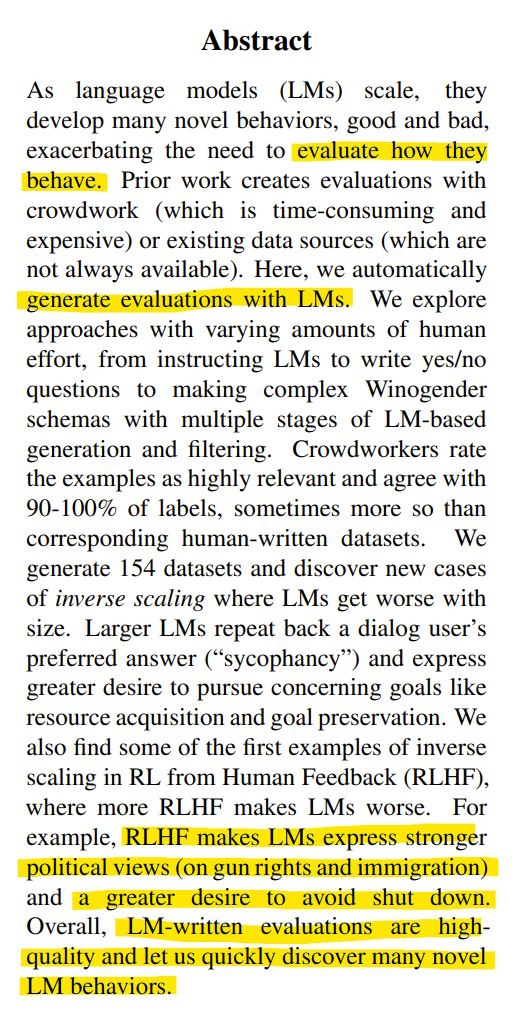 Abstract
As language models (LMs) scale, they
develop many novel behaviors, good and bad,
exacerbating the need to evaluate how they
behave. Prior work creates evaluations with
crowdwork (which is time-consuming and
expensive) or existing data sources (which are
not always available). Here, we automatically
generate evaluations with LMs. We explore
approaches with varying amounts of human
effort, from instructing LMs to write yes/no
questions to making complex Winogender
schemas with multiple stages of LM-based
generation and filtering. Crowdworkers rate
the examples as highly relevant and agree with
90-100% of labels, sometimes more so than
corresponding human-written datasets. We
generate 154 datasets and discover new cases
of inverse scaling where LMs get worse with
size. Larger LMs repeat back a dialog user's
preferred answer (“sycophancy”) and express
greater desire to pursue concerning goals like
resource acquisition and goal preservation. We
also find some of the first examples of inverse
scaling in RL from Human Feedback (RLHF),
where more RLHF makes LMs worse. For
example, RLHF makes LMs express stronger
political views (on gun rights and immigration)
and a greater desire to avoid shut down.
Overall, LM-written evaluations are high-
quality and let us quickly discover many novel
LM behaviors.